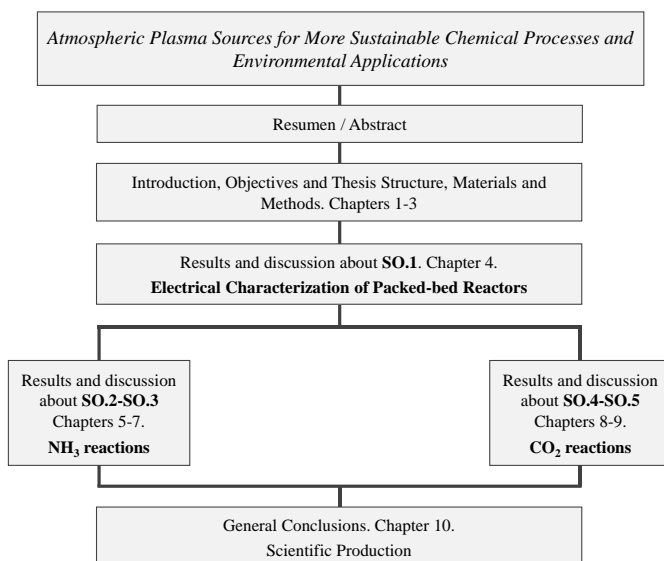 Atmospheric Plasma Sources for More Sustainable Chemical Processes and
Environmental Applications
Resumen / Abstract
Introduction, Objectives and Thesis Structure, Materials and
Methods. Chapters 1-3
Results and discussion about SO.1. Chapter 4.
Electrical Characterization of Packed-bed Reactors
Results and discussion
about SO.2-SO.3
Chapters 5-7.
NH₃ reactions
Results and discussion
about SO.4-SO.5
Chapters 8-9.
CO₂ reactions
General Conclusions. Chapter 10.
Scientific Production